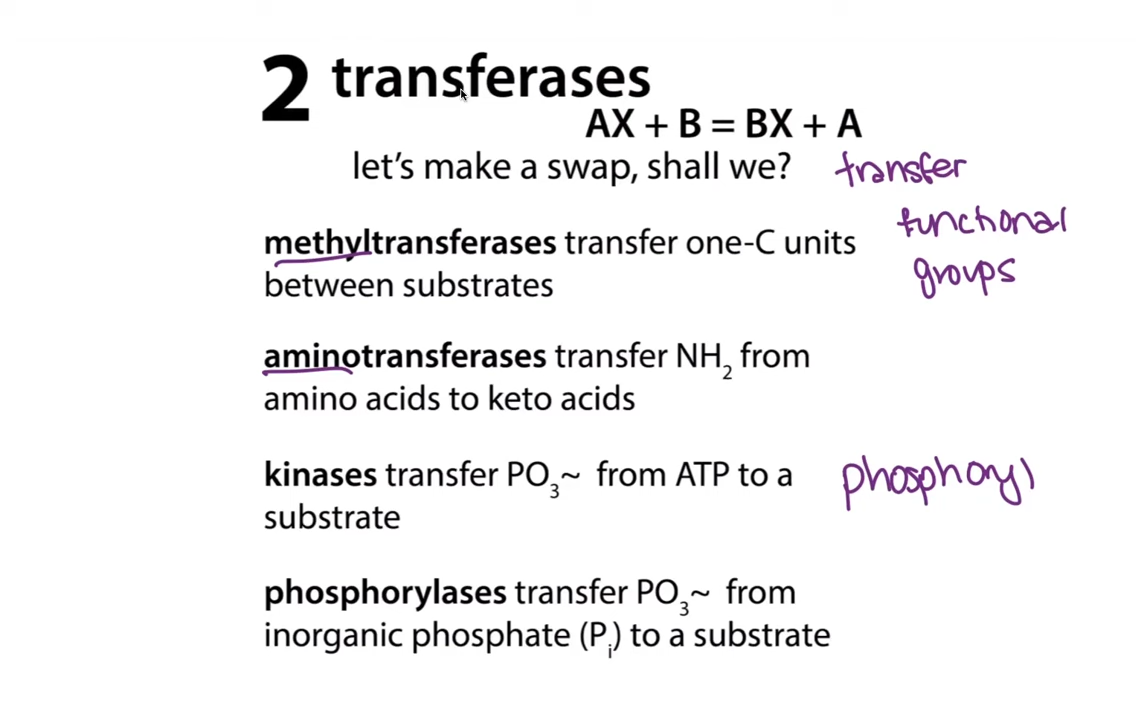 2 transferases
AX + B = BX + A
let's make a swap, shall we?
transfer
functional
groups
methyltransferases transfer one-C units
between substrates
aminotransferases transfer NH₂ from
amino acids to keto acids
kinases transfer PO₃~ from ATP to a
substrate
phosphoryl
phosphorylases transfer PO₃~ from
inorganic phosphate (Pᵢ) to a substrate